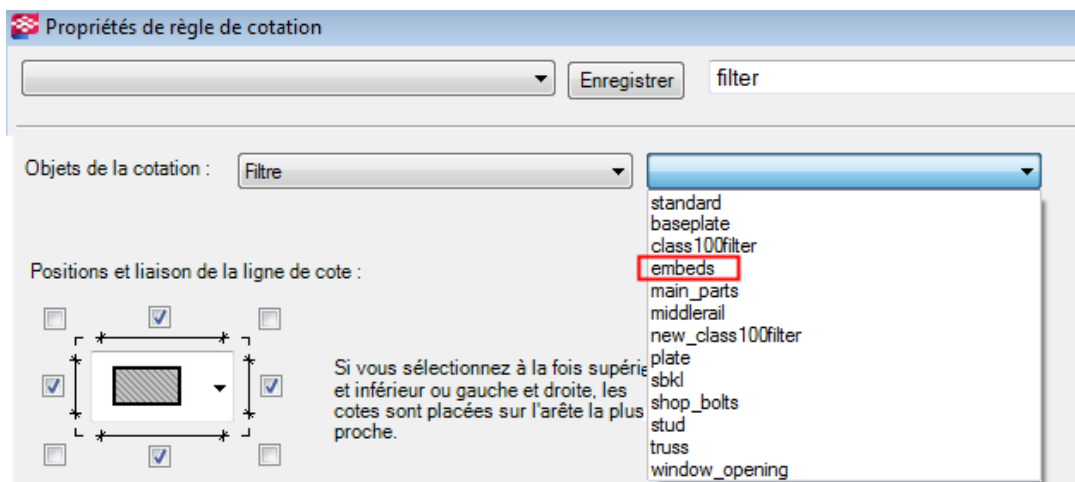 Propriétés de règle de cotation
Enregistrer filter
Objets de la cotation : Filtre
standard
baseplate
class100filter
embeds
main_parts
middlerail
new_class100filter
plate
sbkl
shop_bolts
stud
truss
window_opening
Positions et liaison de la ligne de cote :
Si vous sélectionnez à la fois supérie
et inférieur ou gauche et droite, les
cotes sont placées sur l'arête la plus
proche.